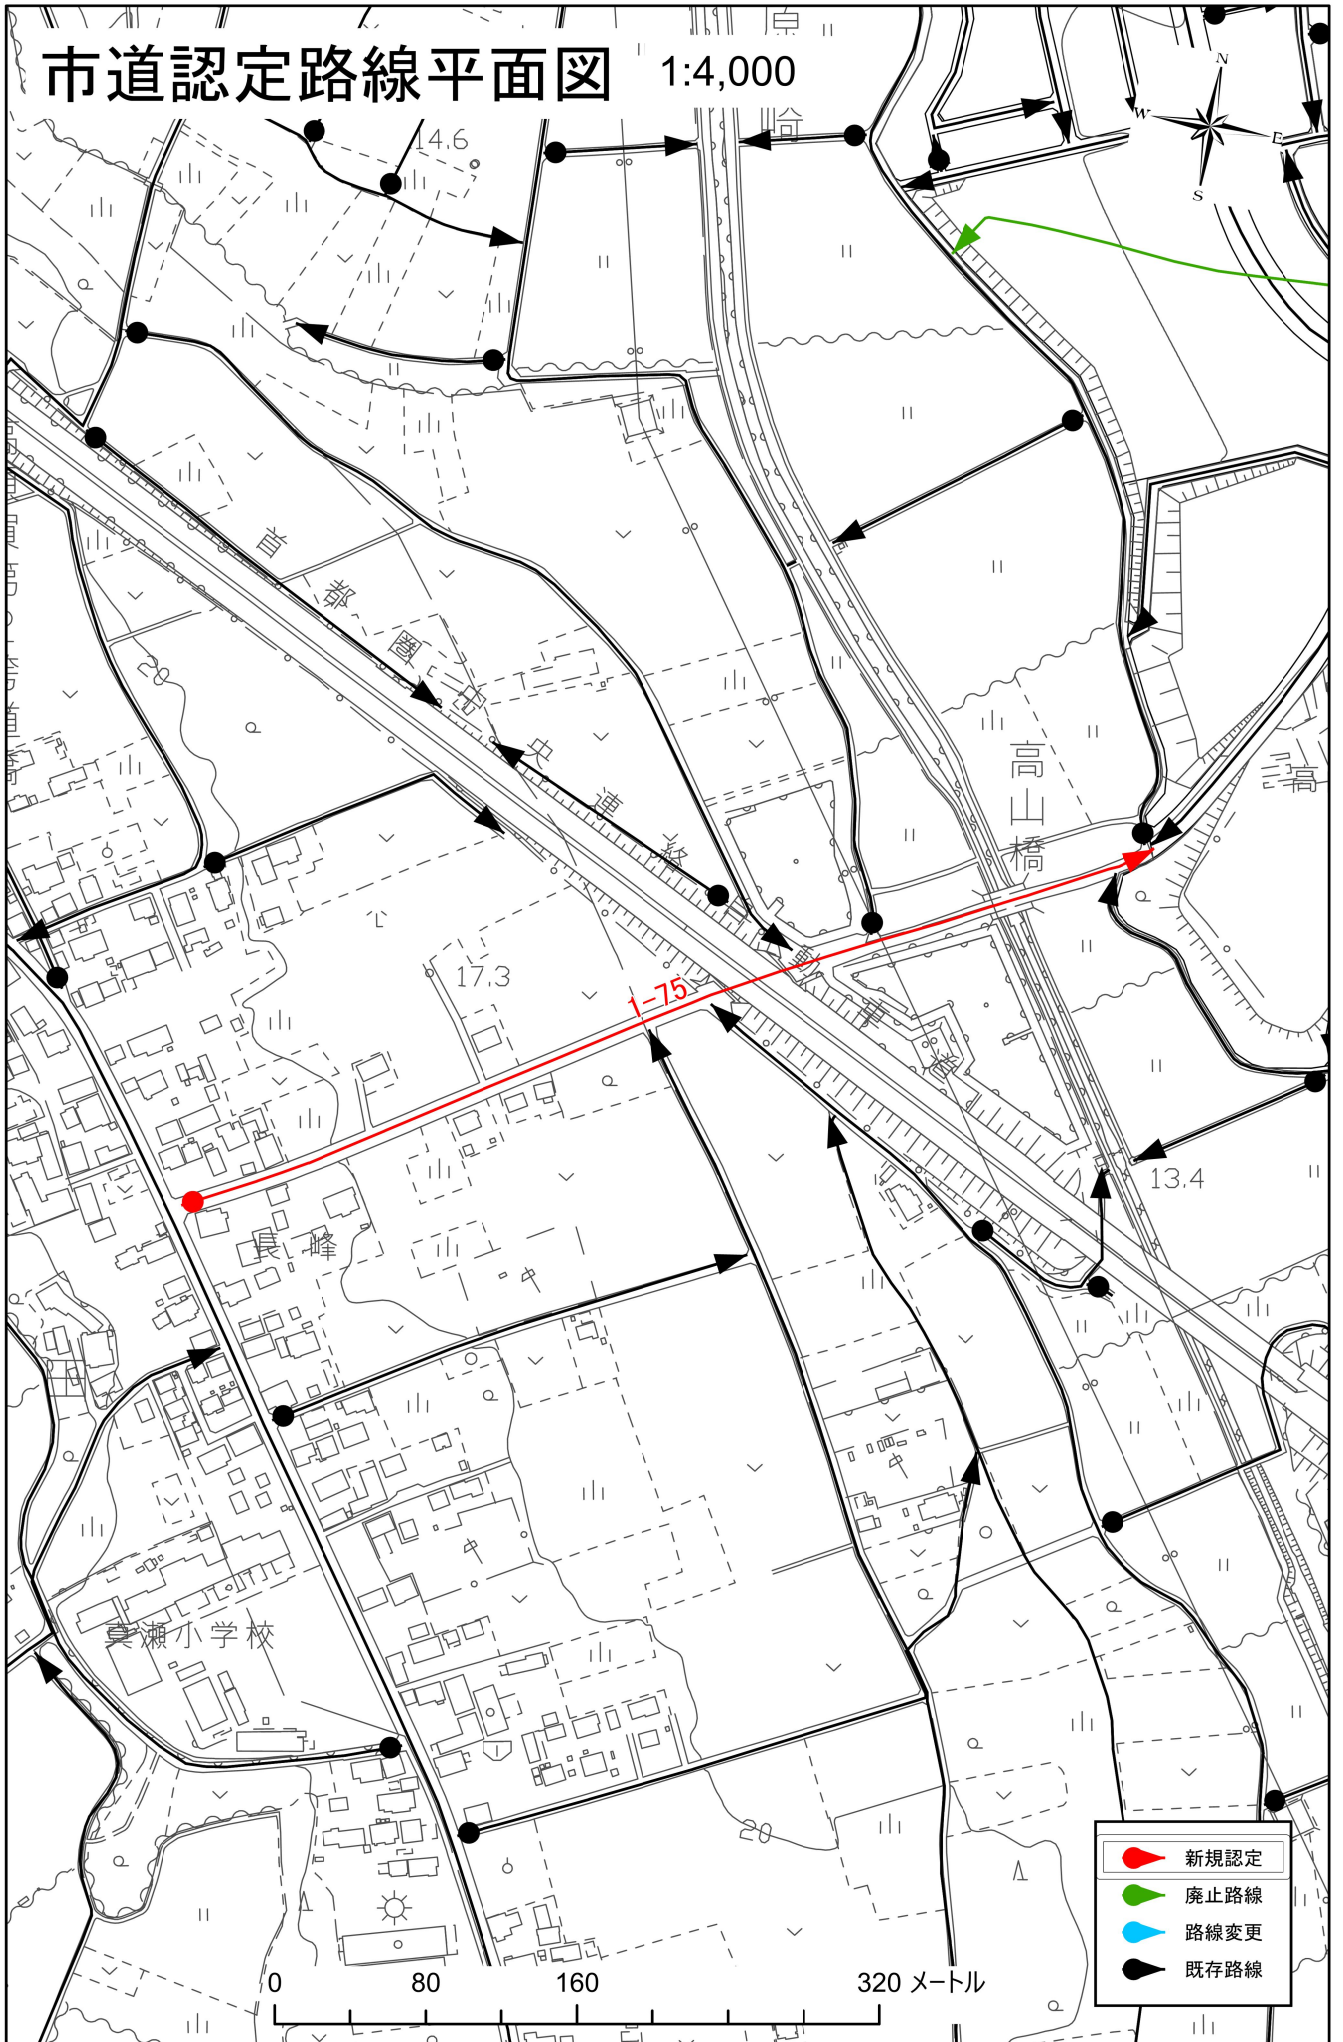 市道認定路線平面図 1:4,000
N
W
E
S
14.6
首都圏中央連絡自動車道
20
高山橋
高
17.3
1-75
13.4
長峰
真瀬小学校
20
新規認定
廃止路線
路線変更
既存路線
0 80 160 320 メートル